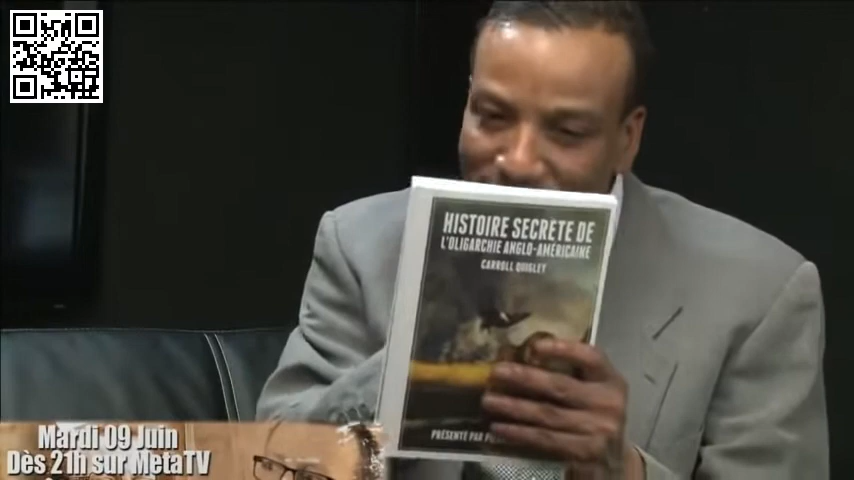 HISTOIRE SECRÈTE DE
L'OLIGARCHIE ANGLO-AMÉRICAINE
CARROLL QUIGLEY
PRÉSENTÉ PAR
Mardi 09 Juin
Dès 21h sur MetaTV